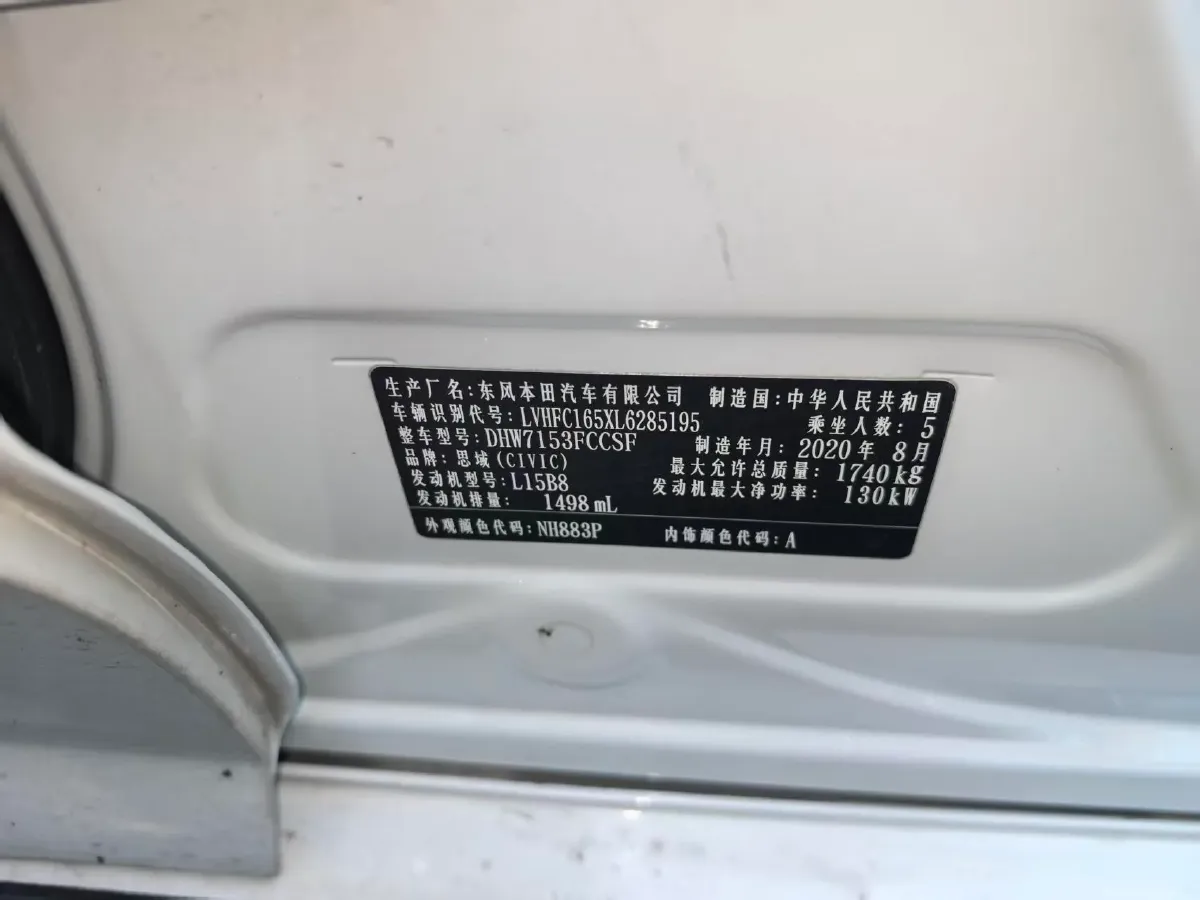 生产厂名:东风本田汽车有限公司 制造国:中华人民共和国
车辆识别代号:LVHFC165XL6285195 乘坐人数:5
整车型号:DHW7153FCCSF 制造年月:2020年8月
品牌:思域(CIVIC) 最大允许总质量:1740kg
发动机型号:L15B8 发动机最大净功率:130kW
发动机排量: 1498mL
外观颜色代码:NH883P 内饰颜色代码:A